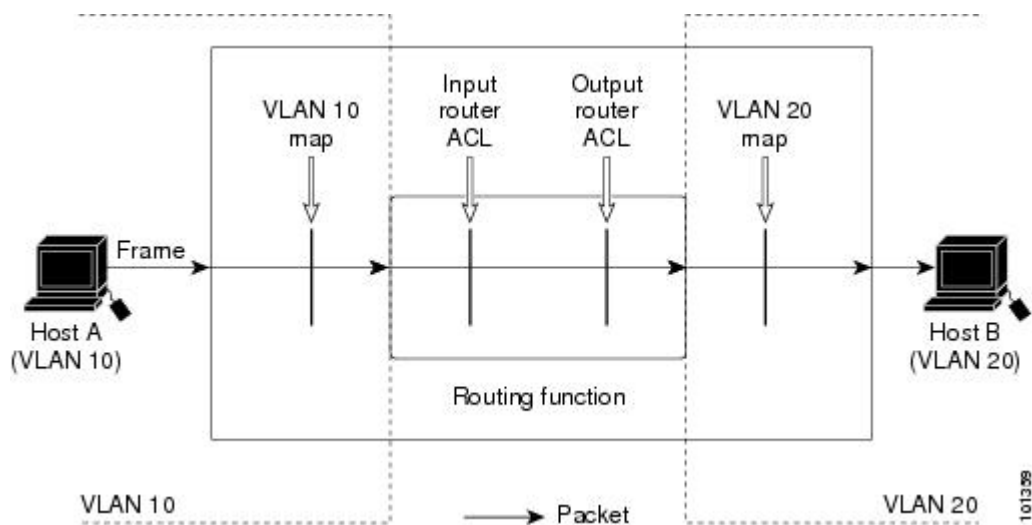 VLAN 10
map
Input
router
ACL
Output
router
ACL
VLAN 20
map
Frame
Host A
(VLAN 10)
Host B
(VLAN 20)
Routing function
VLAN 10
Packet
VLAN 20
101359